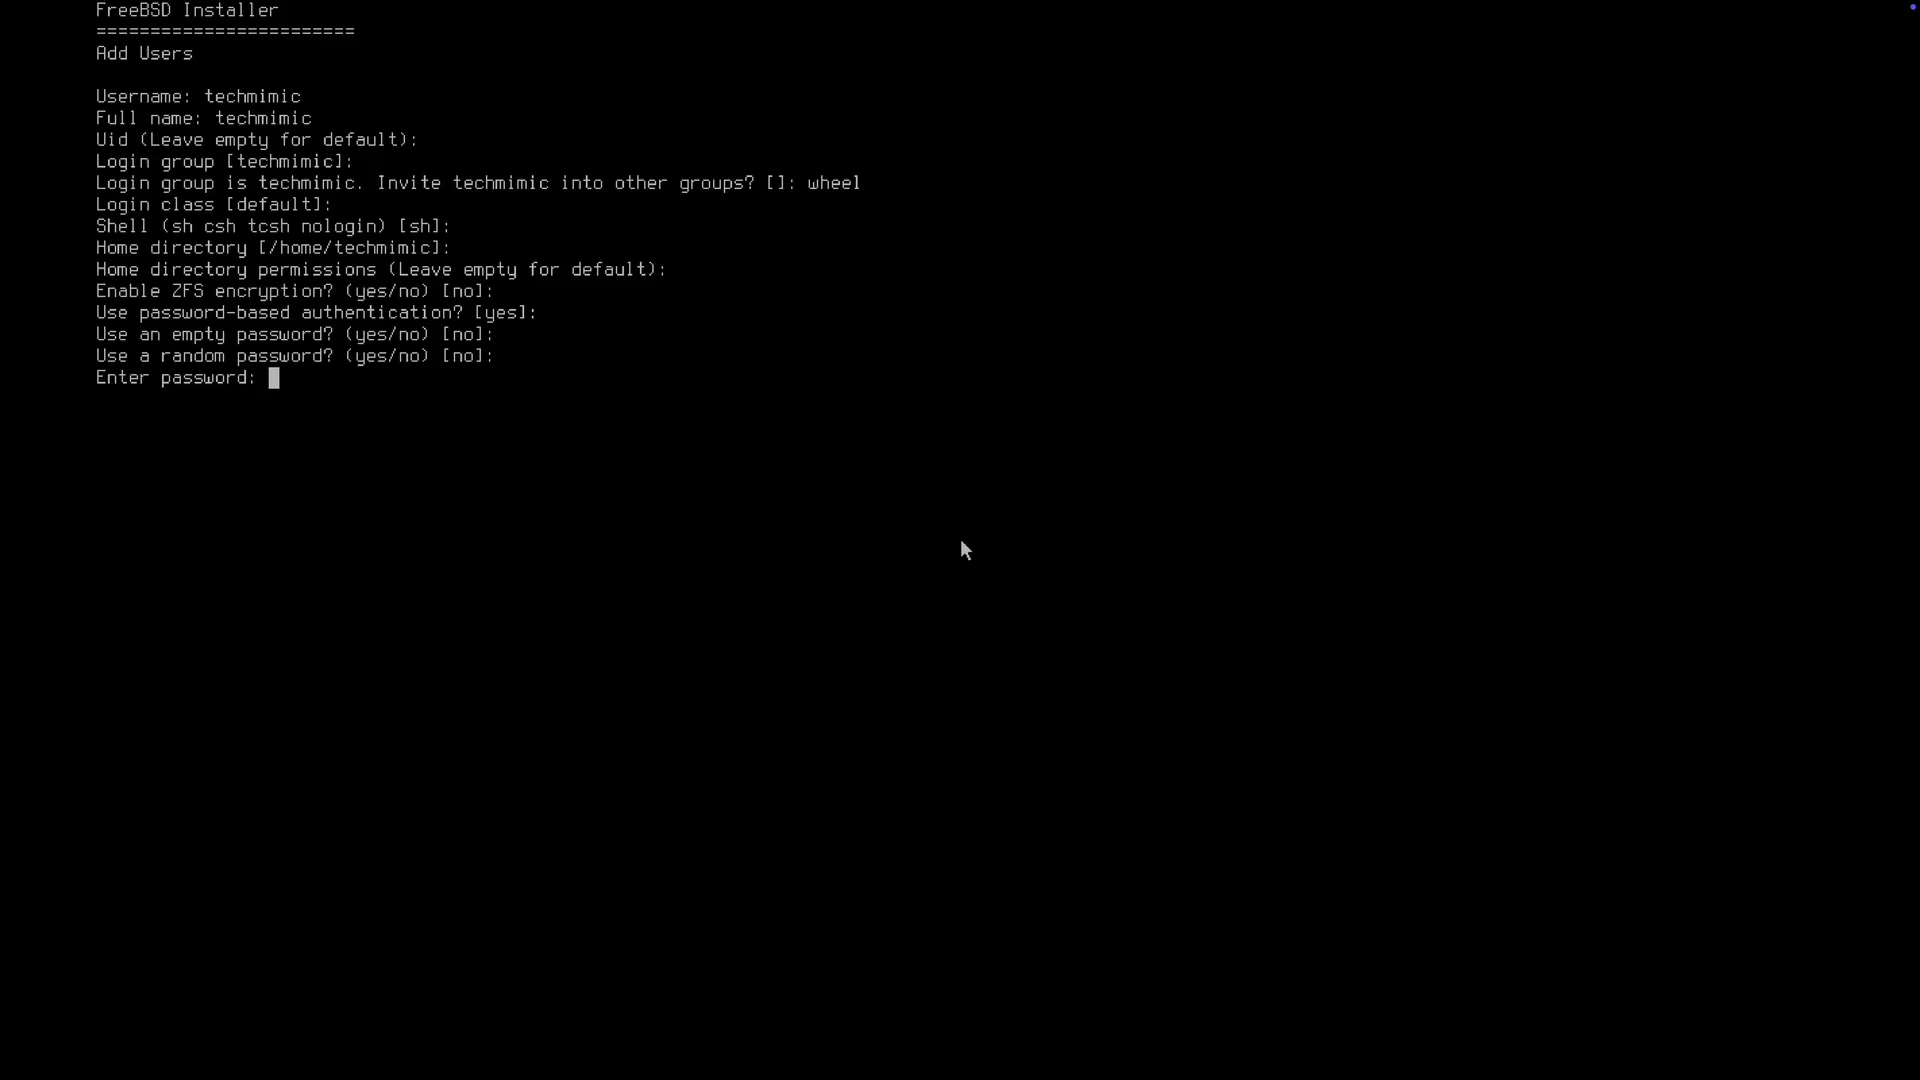 FreeBSD Installer
========================
Add Users
Username: techmimic
Full name: techmimic
Uid (Leave empty for default):
Login group [techmimic]:
Login group is techmimic. Invite techmimic into other groups? []: wheel
Login class [default]:
Shell (sh csh tcsh nologin) [sh]:
Home directory [/home/techmimic]:
Home directory permissions (Leave empty for default):
Enable ZFS encryption? (yes/no) [no]:
Use password-based authentication? [yes]:
Use an empty password? (yes/no) [no]:
Use a random password? (yes/no) [no]:
Enter password: